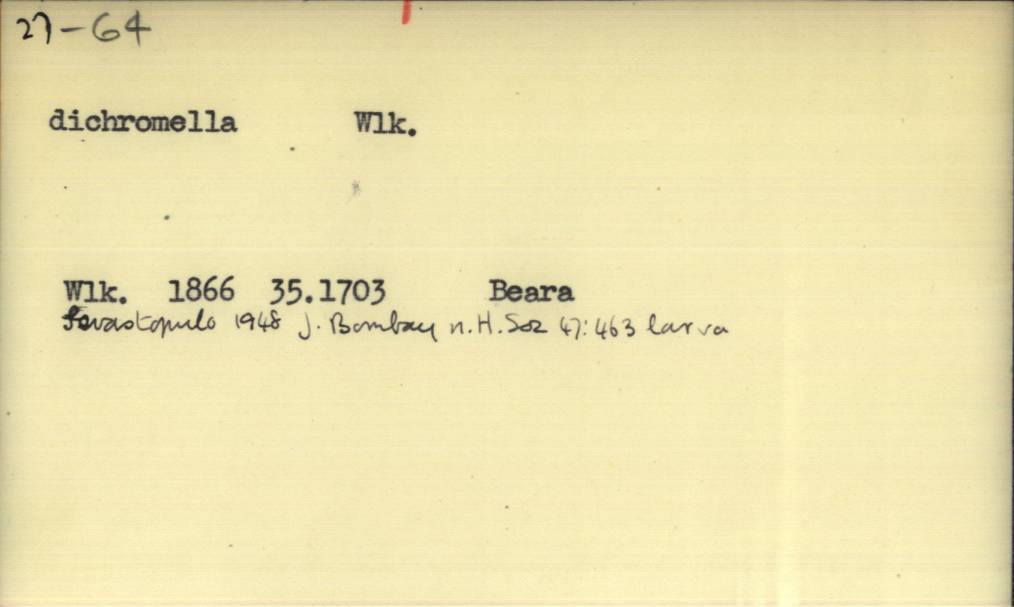 27-64
dichromella Wlk.
Wlk. 1866 35.1703 Beara
Sevastopulo 1948 J. Bombay n.H. Soc 47:463 larva